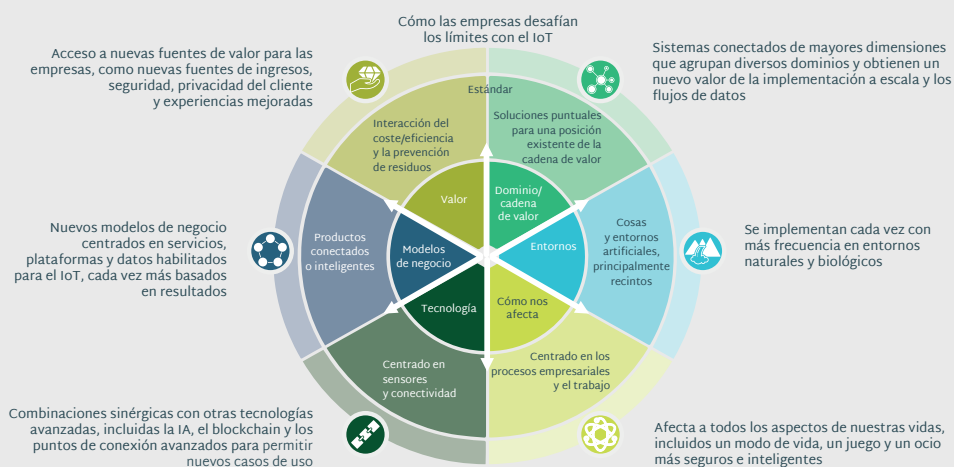 Cómo las empresas desafían
los límites con el IoT
Acceso a nuevas fuentes de valor para las
empresas, como nuevas fuentes de ingresos,
seguridad, privacidad del cliente
y experiencias mejoradas
Sistemas conectados de mayores dimensiones
que agrupan diversos dominios y obtienen un
nuevo valor de la implementación a escala y los
flujos de datos
Estándar
Interacción del
coste/eficiencia
y la prevención
de residuos
Soluciones puntuales
para una posición
existente de la
cadena de valor
Valor
Dominio/
cadena
de valor
Nuevos modelos de negocio
centrados en servicios,
plataformas y datos habilitados
para el IoT, cada vez más basados
en resultados
Productos
conectados
o inteligentes
Modelos
de negocio
Entornos
Cosas
y entornos
artificiales,
principalmente
recintos
Se implementan cada vez con
más frecuencia en entornos
naturales y biológicos
Tecnología
Cómo nos
afecta
Centrado en
sensores
y conectividad
Centrado en los
procesos empresariales
y el trabajo
Combinaciones sinérgicas con otras tecnologías
avanzadas, incluidas la IA, el blockchain y los
puntos de conexión avanzados para permitir
nuevos casos de uso
Afecta a todos los aspectos de nuestras vidas,
incluidos un modo de vida, un juego y un ocio
más seguros e inteligentes